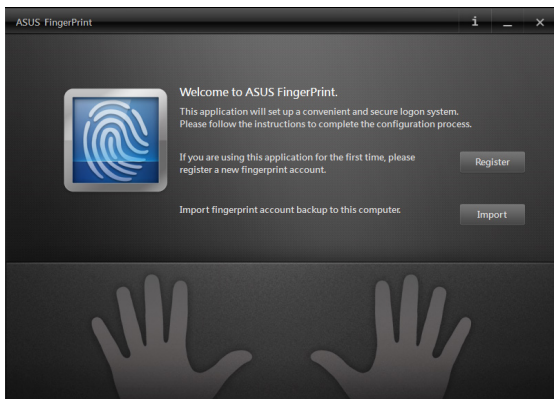 ASUS FingerPrint
Welcome to ASUS FingerPrint.
This application will set up a convenient and secure logon system.
Please follow the instructions to complete the configuration process.
If you are using this application for the first time, please
register a new fingerprint account.
Register
Import fingerprint account backup to this computer.
Import